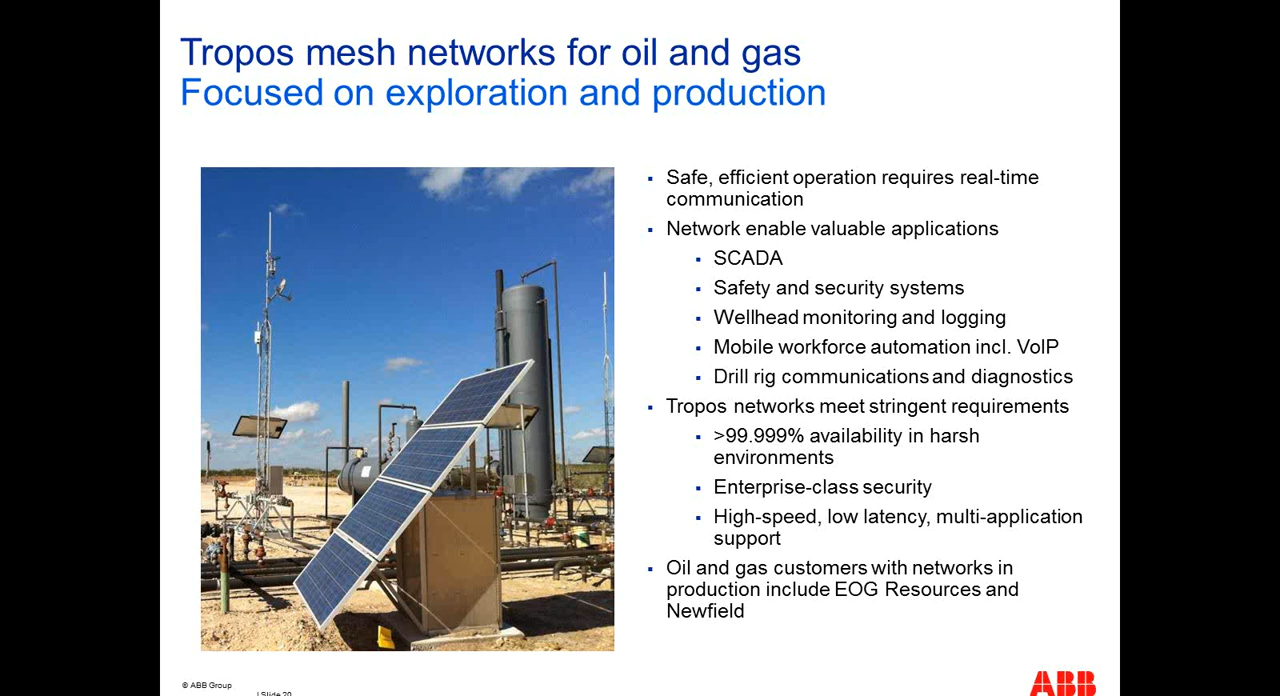 Tropos mesh networks for oil and gas
Focused on exploration and production
▪ Safe, efficient operation requires real-time
communication
▪ Network enable valuable applications
▪ SCADA
▪ Safety and security systems
▪ Wellhead monitoring and logging
▪ Mobile workforce automation incl. VoIP
▪ Drill rig communications and diagnostics
▪ Tropos networks meet stringent requirements
▪ >99.999% availability in harsh
environments
▪ Enterprise-class security
▪ High-speed, low latency, multi-application
support
▪ Oil and gas customers with networks in
production include EOG Resources and
Newfield
© ABB Group
| Slide 20
ABB